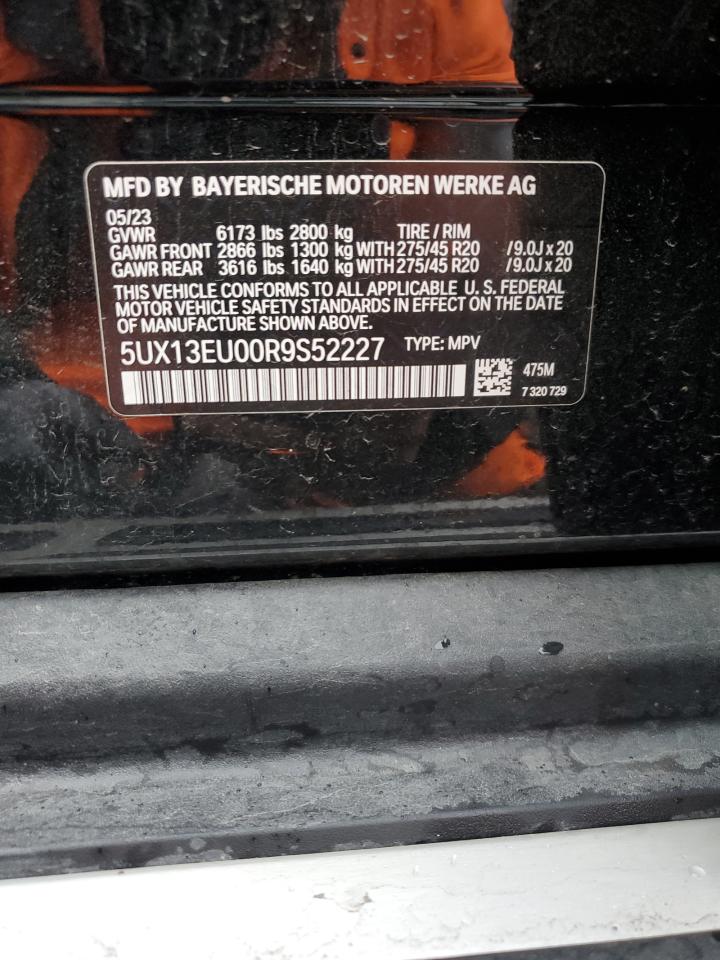 MFD BY BAYERISCHE MOTOREN WERKE AG
05/23
GVWR 6173 lbs 2800 kg TIRE / RIM
GAWR FRONT 2866 lbs 1300 kg WITH 275/45 R20 / 9.0J x 20
GAWR REAR 3616 lbs 1640 kg WITH 275/45 R20 / 9.0J x 20
THIS VEHICLE CONFORMS TO ALL APPLICABLE U. S. FEDERAL
MOTOR VEHICLE SAFETY STANDARDS IN EFFECT ON THE DATE
OF MANUFACTURE SHOWN ABOVE.
5UX13EU00R9S52227 TYPE: MPV
475M
7 320 729